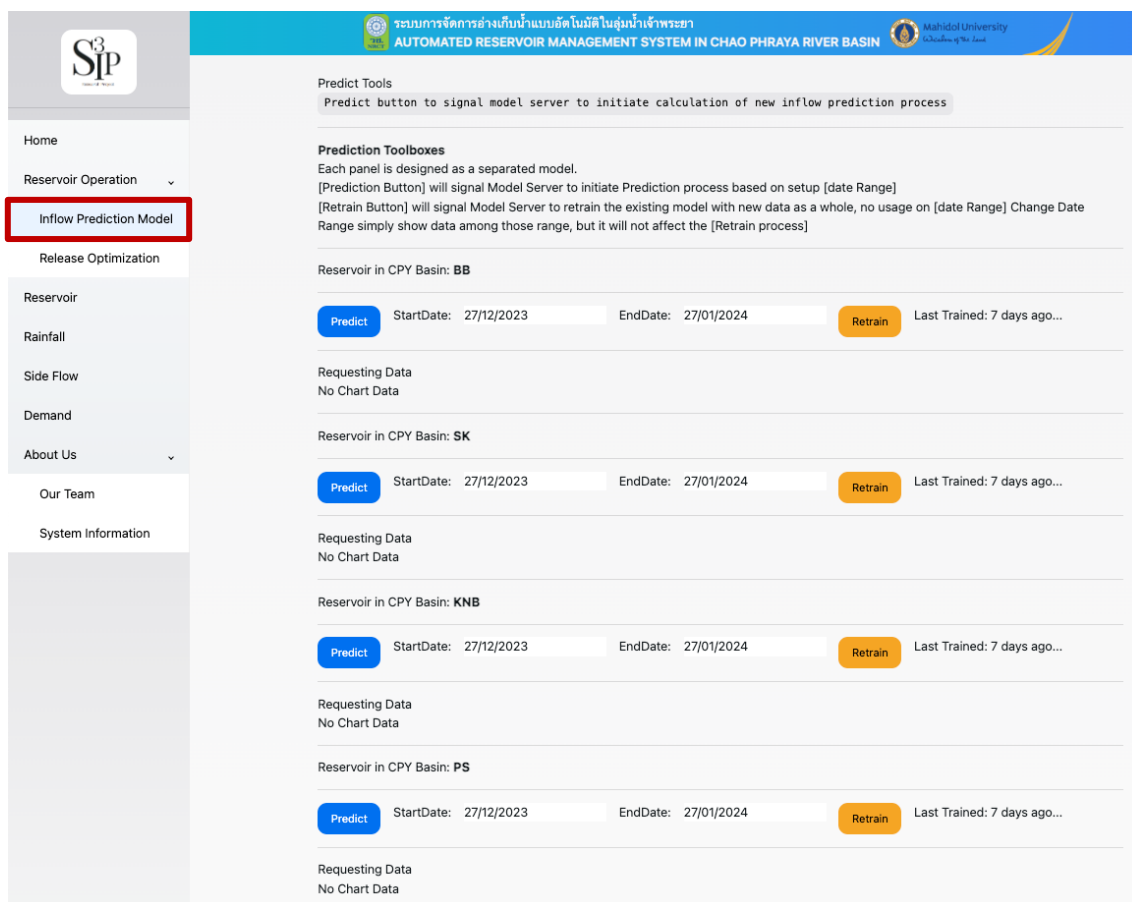 ระบบการจัดการอ่างเก็บน้ำแบบอัตโนมัติในลุ่มน้ำเจ้าพระยา
AUTOMATED RESERVOIR MANAGEMENT SYSTEM IN CHAO PHRAYA RIVER BASIN
Mahidol University
Wisdom of the Land
S3IP
Home
Reservoir Operation
Inflow Prediction Model
Release Optimization
Reservoir
Rainfall
Side Flow
Demand
About Us
Our Team
System Information
Predict Tools
Predict button to signal model server to initiate calculation of new inflow prediction process
Prediction Toolboxes
Each panel is designed as a separated model.
[Prediction Button] will signal Model Server to initiate Prediction process based on setup [date Range]
[Retrain Button] will signal Model Server to retrain the existing model with new data as a whole, no usage on [date Range] Change Date
Range simply show data among those range, but it will not affect the [Retrain process]
Reservoir in CPY Basin: BB
Predict StartDate: 27/12/2023 EndDate: 27/01/2024 Retrain Last Trained: 7 days ago...
Requesting Data
No Chart Data
Reservoir in CPY Basin: SK
Predict StartDate: 27/12/2023 EndDate: 27/01/2024 Retrain Last Trained: 7 days ago...
Requesting Data
No Chart Data
Reservoir in CPY Basin: KNB
Predict StartDate: 27/12/2023 EndDate: 27/01/2024 Retrain Last Trained: 7 days ago...
Requesting Data
No Chart Data
Reservoir in CPY Basin: PS
Predict StartDate: 27/12/2023 EndDate: 27/01/2024 Retrain Last Trained: 7 days ago...
Requesting Data
No Chart Data